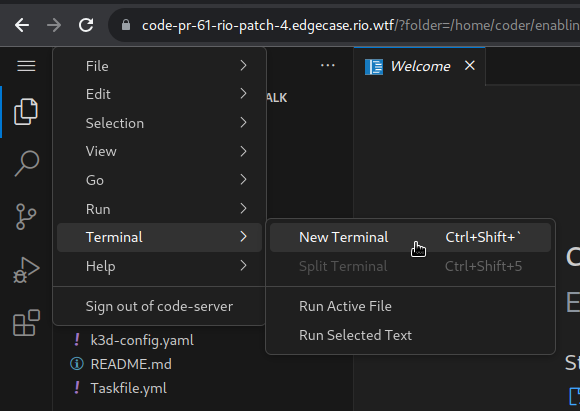 code-pr-61-rio-patch-4.edgecase.rio.wtf/?folder=/home/coder/enablin
File
Welcome
Edit
ALK
Selection
View
Go
Run
Terminal
New Terminal Ctrl+Shift+`
Help
Split Terminal Ctrl+Shift+5
Sign out of code-server
Run Active File
Run Selected Text
! k3d-config.yaml
README.md
! Taskfile.yml
C
E
St